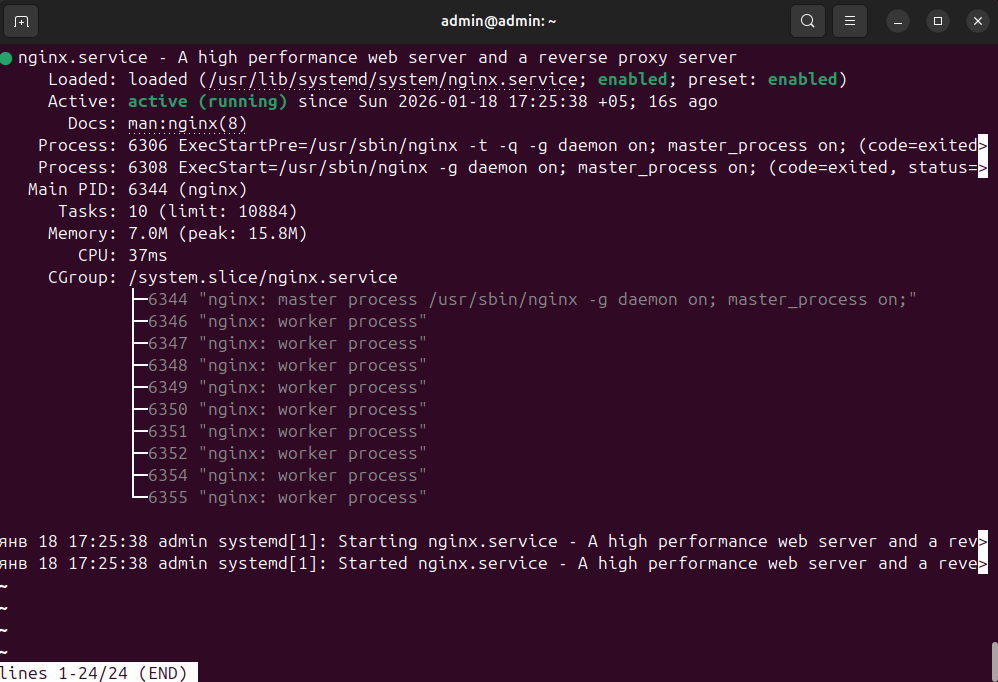 admin@admin: ~
nginx.service - A high performance web server and a reverse proxy server
Loaded: loaded (/usr/lib/systemd/system/nginx.service; enabled; preset: enabled)
Active: active (running) since Sun 2026-01-18 17:25:38 +05; 16s ago
Docs: man:nginx(8)
Process: 6306 ExecStartPre=/usr/sbin/nginx -t -q -g daemon on; master_process on; (code=exited>
Process: 6308 ExecStart=/usr/sbin/nginx -g daemon on; master_process on; (code=exited, status=>
Main PID: 6344 (nginx)
Tasks: 10 (limit: 10884)
Memory: 7.0M (peak: 15.8M)
CPU: 37ms
CGroup: /system.slice/nginx.service
├─6344 "nginx: master process /usr/sbin/nginx -g daemon on; master_process on;"
├─6346 "nginx: worker process"
├─6347 "nginx: worker process"
├─6348 "nginx: worker process"
├─6349 "nginx: worker process"
├─6350 "nginx: worker process"
├─6351 "nginx: worker process"
├─6352 "nginx: worker process"
├─6354 "nginx: worker process"
└─6355 "nginx: worker process"
янв 18 17:25:38 admin systemd[1]: Starting nginx.service - A high performance web server and a rev>
янв 18 17:25:38 admin systemd[1]: Started nginx.service - A high performance web server and a reve>
~
~
~
~
lines 1-24/24 (END)